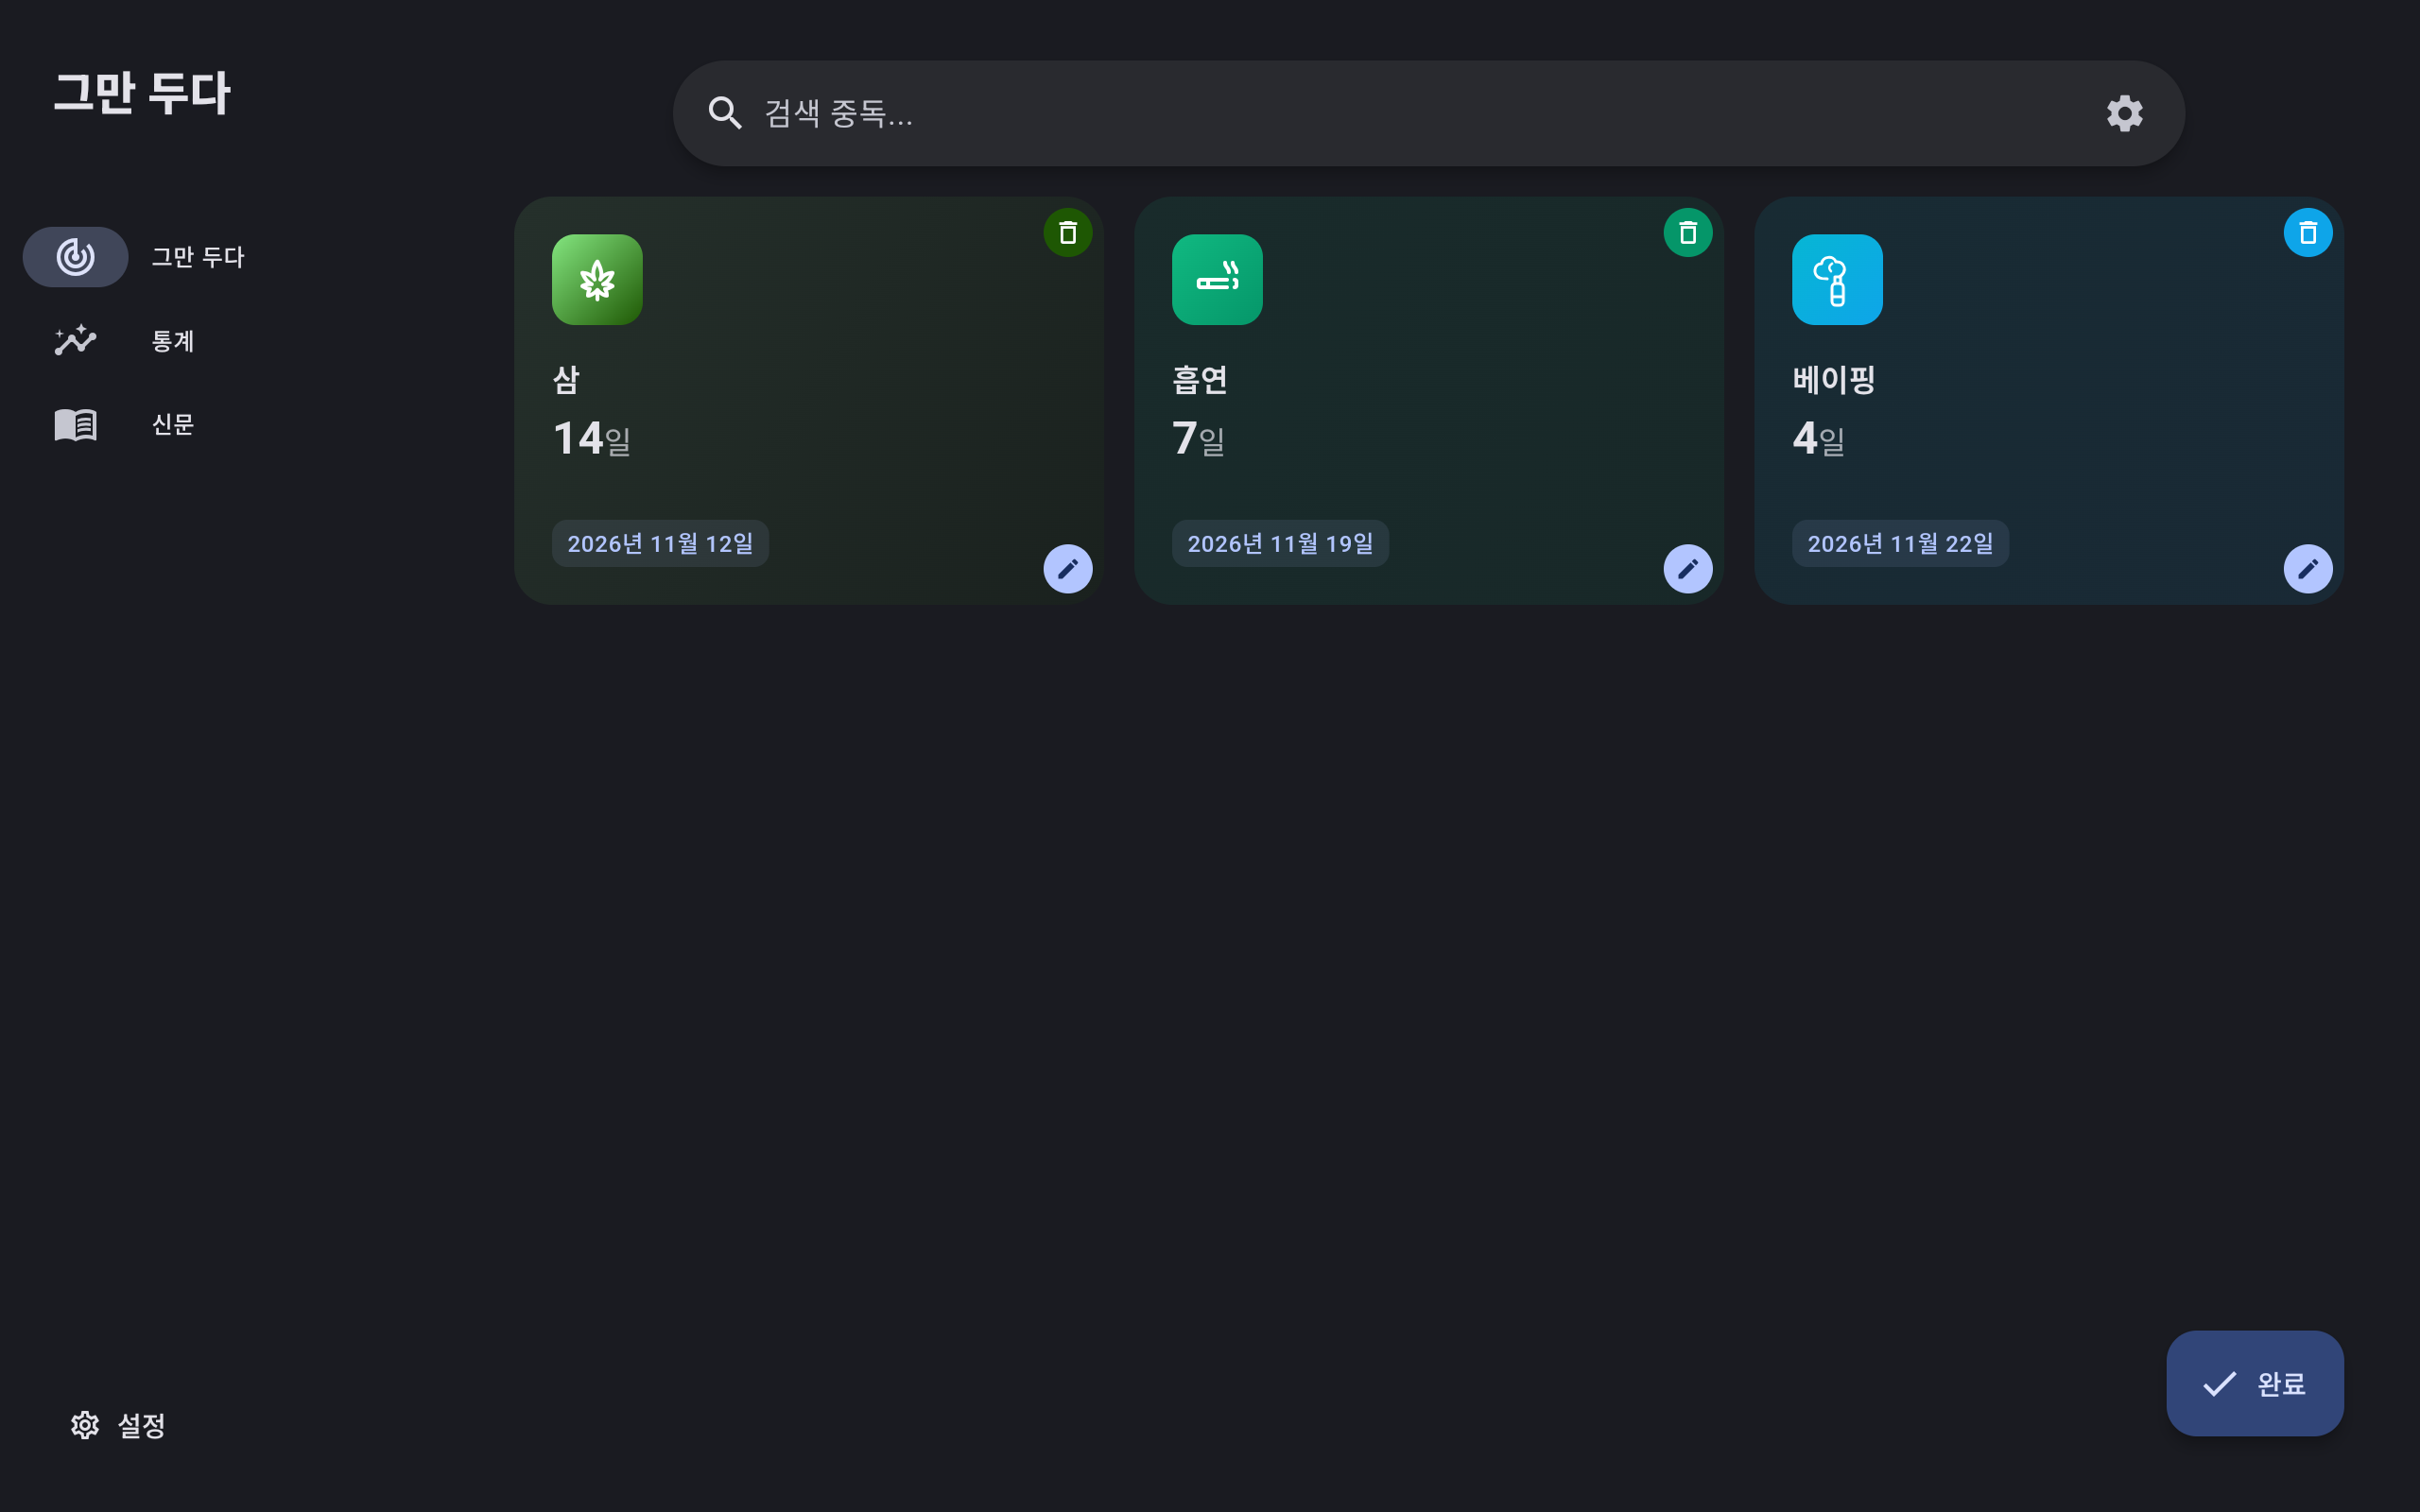 그만 두다
검색 중독...
그만 두다
통계
신문
삼
14일
2026년 11월 12일
흡연
7일
2026년 11월 19일
베이핑
4일
2026년 11월 22일
설정
완료